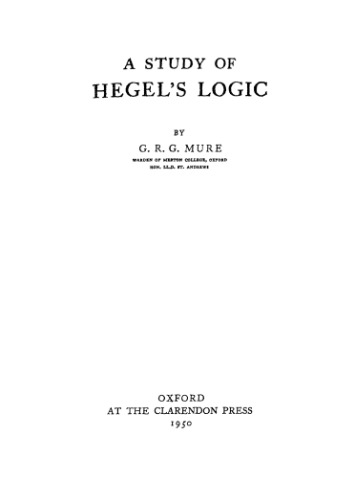 A STUDY OF
HEGEL'S LOGIC
BY
G. R. G. MURE
WARDEN OF MERTON COLLEGE, OXFORD
HON. LL.D. ST. ANDREWS
OXFORD
AT THE CLARENDON PRESS
1950